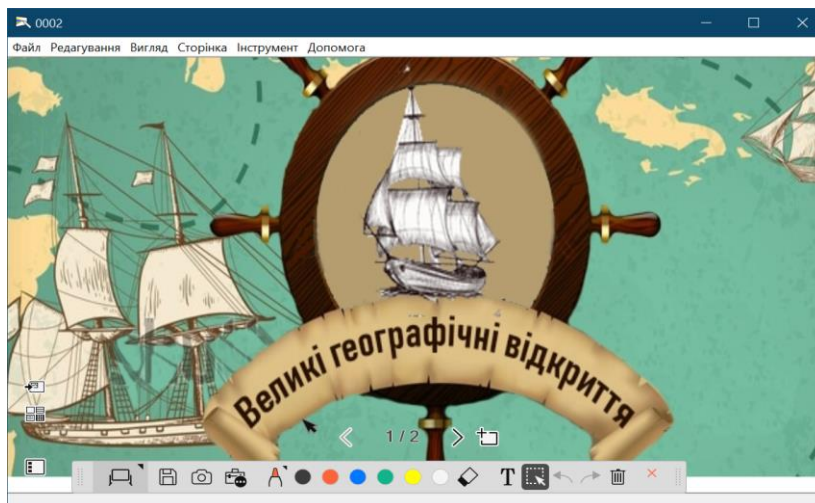 0002
Файл Редагування Вигляд Сторінка Інструмент Допомога
Великі географічні відкриття
1 / 2
T